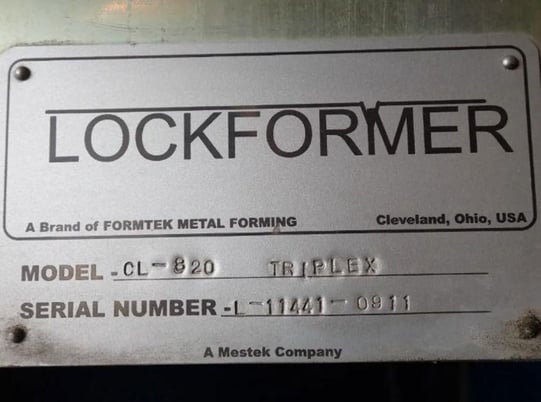 LOCKFORMER
A Brand of FORMTEK METAL FORMING Cleveland, Ohio, USA
MODEL - CL-820 TRIPLEX
SERIAL NUMBER - L-11441-0911
A Mestek Company